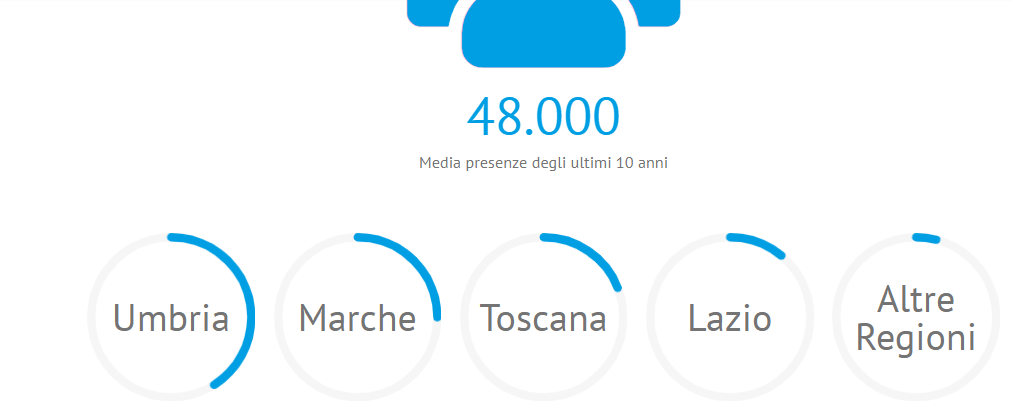 48.000
Media presenze degli ultimi 10 anni
Umbria
Marche
Toscana
Lazio
Altre
Regioni